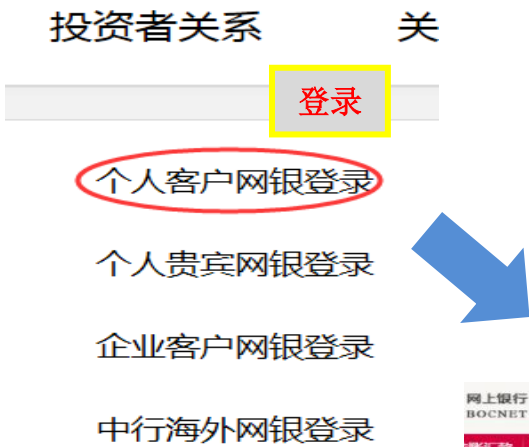 投资者关系 关
登录
个人客户网银登录
个人贵宾网银登录
企业客户网银登录
中行海外网银登录
网上银行
BOCNET